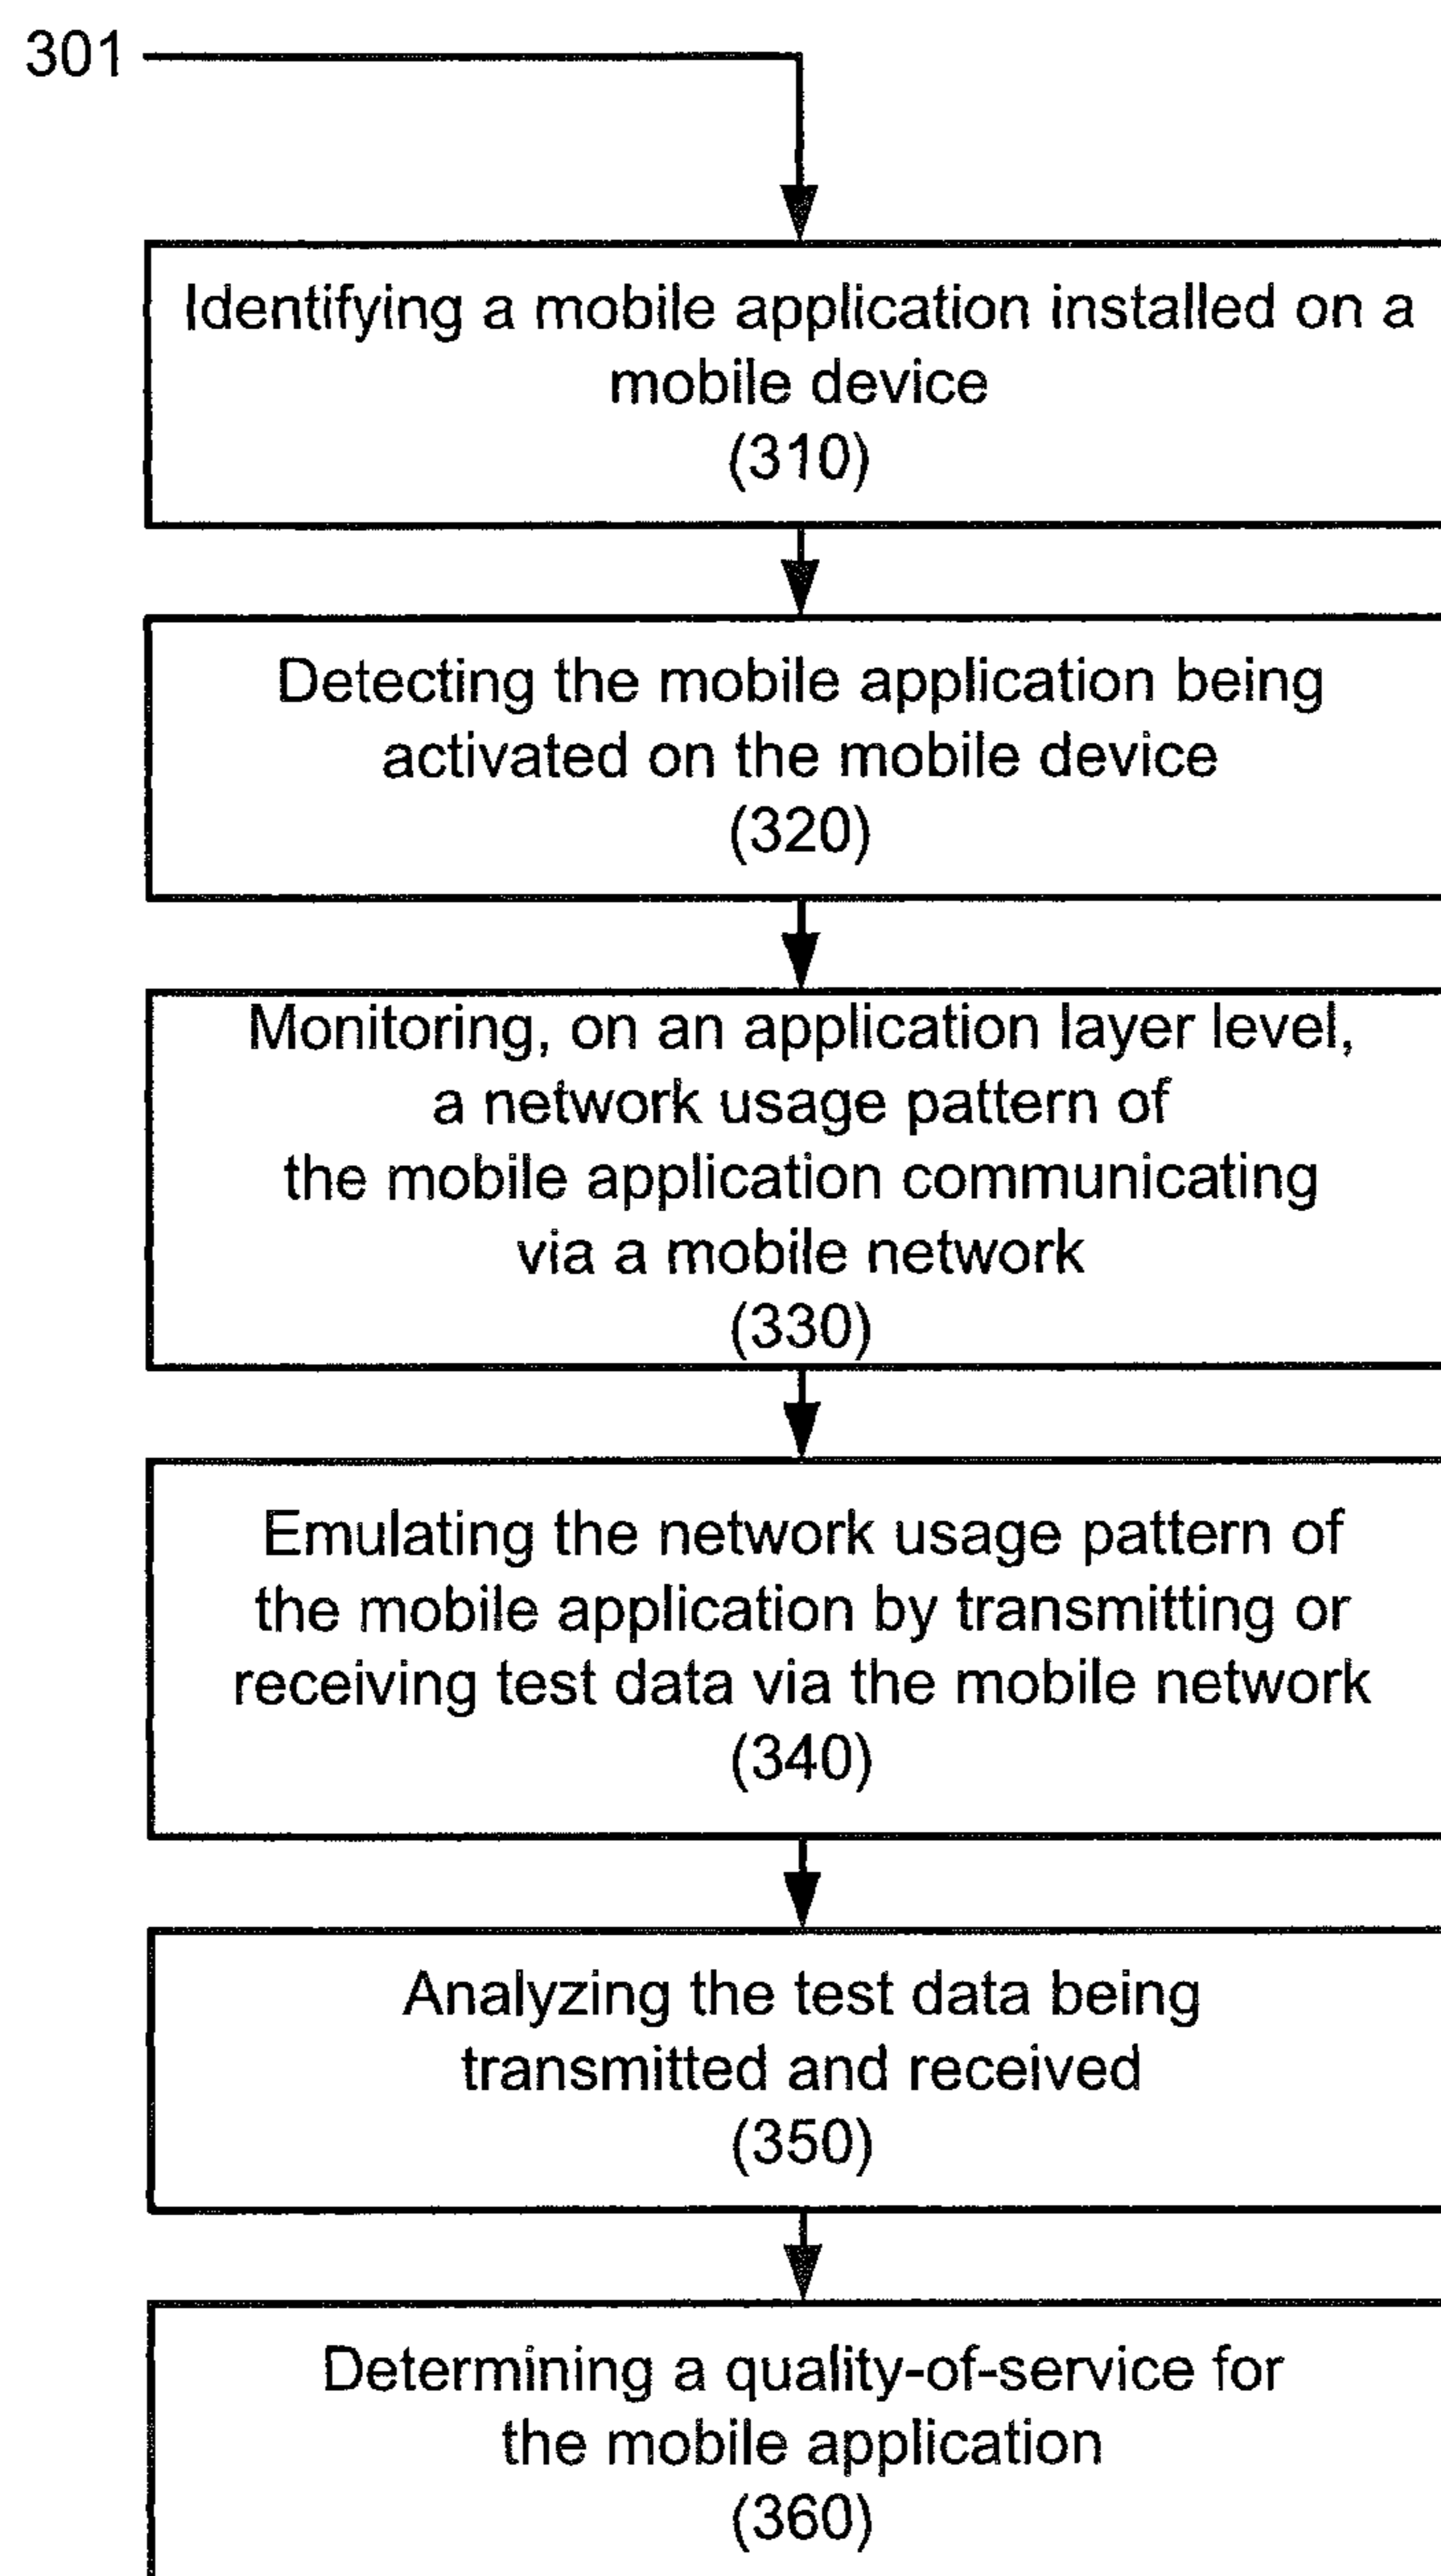 301
Identifying a mobile application installed on a
mobile device
(310)
Detecting the mobile application being
activated on the mobile device
(320)
Monitoring, on an application layer level,
a network usage pattern of
the mobile application communicating
via a mobile network
(330)
Emulating the network usage pattern of
the mobile application by transmitting or
receiving test data via the mobile network
(340)
Analyzing the test data being
transmitted and received
(350)
Determining a quality-of-service for
the mobile application
(360)